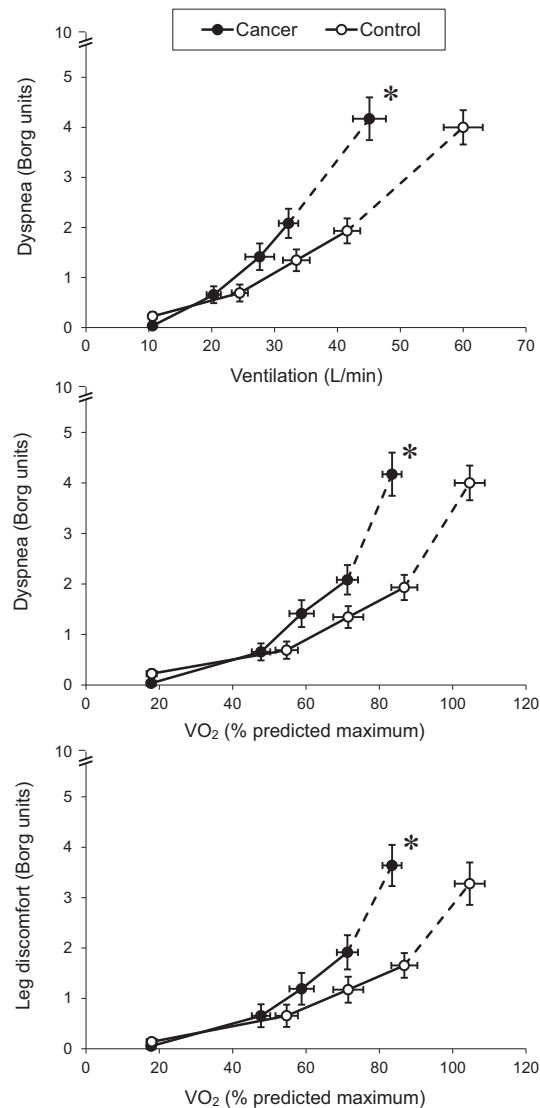 Cancer Control
10
5
4
3
2
1
0
Dyspnea (Borg units)
*
0 10 20 30 40 50 60 70
Ventilation (L/min)
10
5
4
3
2
1
0
Dyspnea (Borg units)
*
0 20 40 60 80 100 120
VO₂ (% predicted maximum)
10
5
4
3
2
1
0
Leg discomfort (Borg units)
*
0 20 40 60 80 100 120
VO₂ (% predicted maximum)